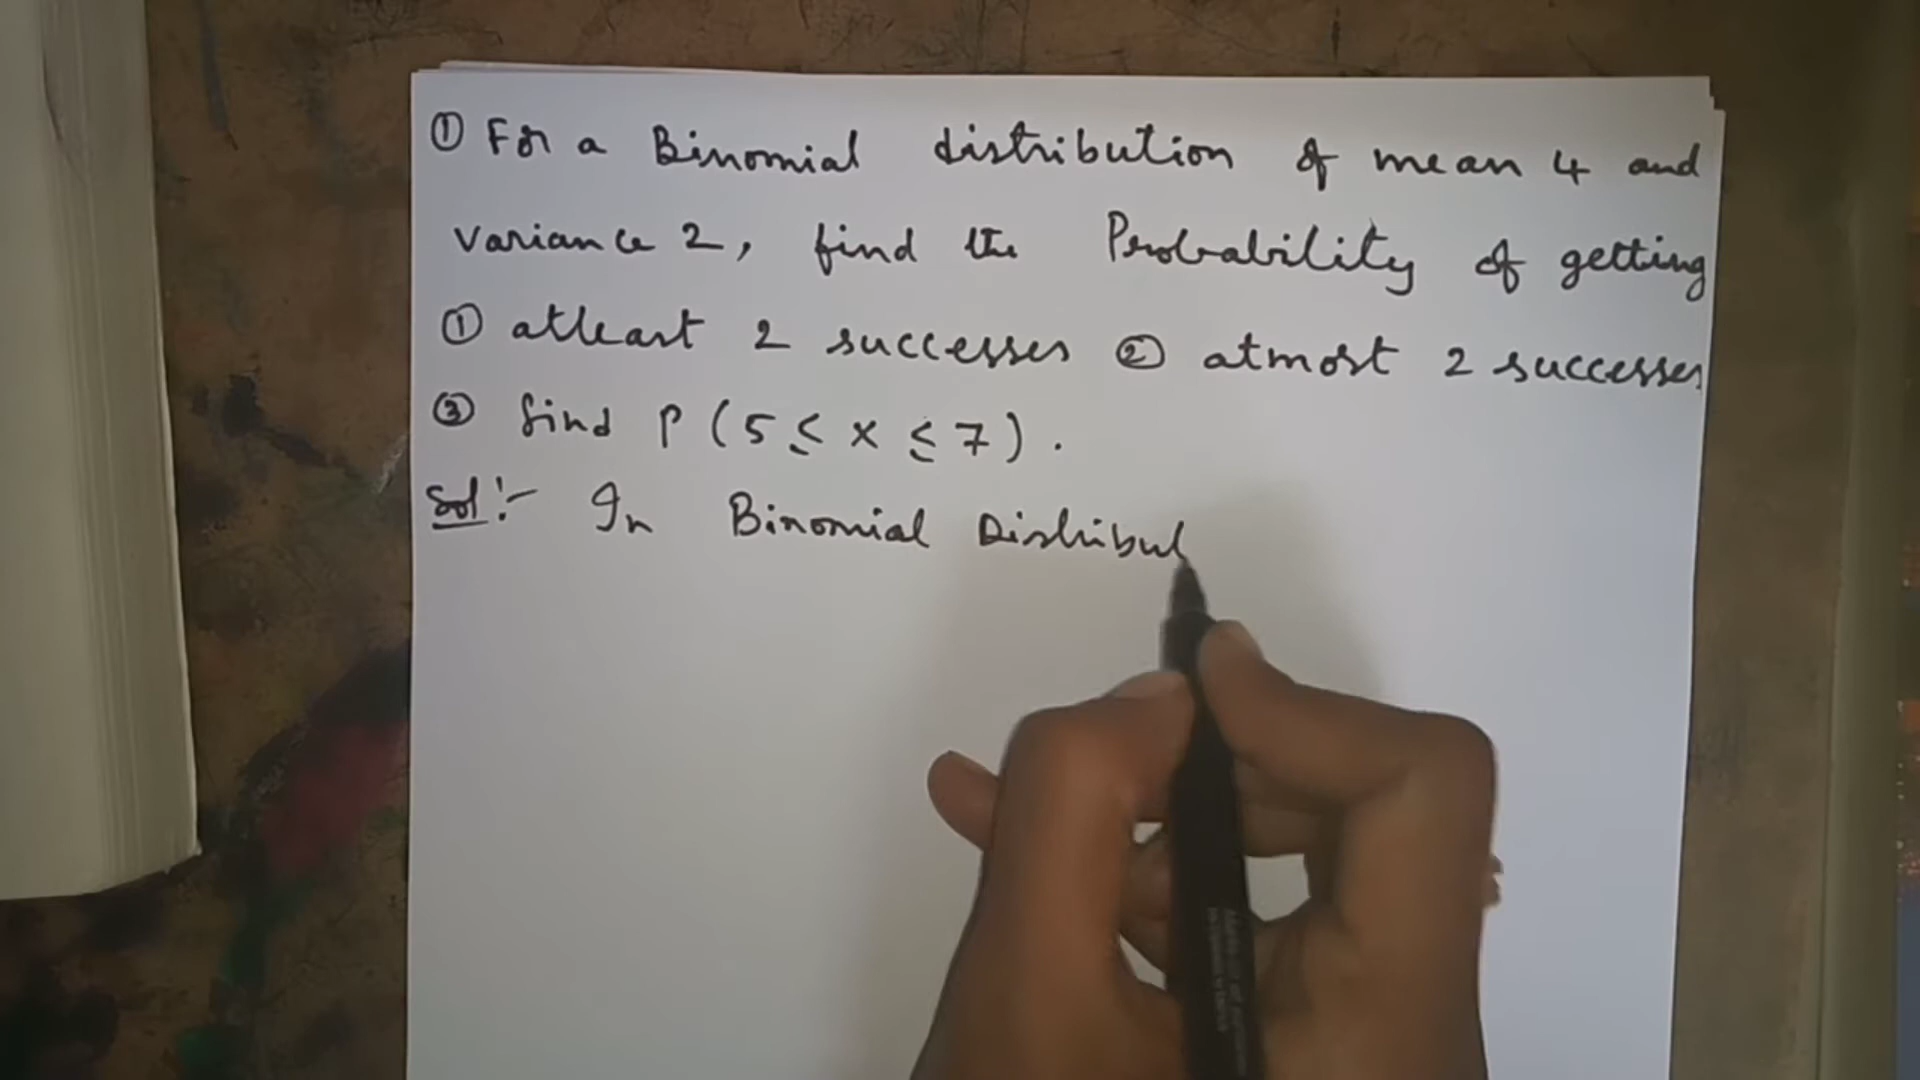 ① For a Binomial distribution of mean 4 and
variance 2, find the Probability of getting
① atleast 2 successes ② atmost 2 successes
③ find P(5 ≤ x ≤ 7).
Sol:- In Binomial Distribut